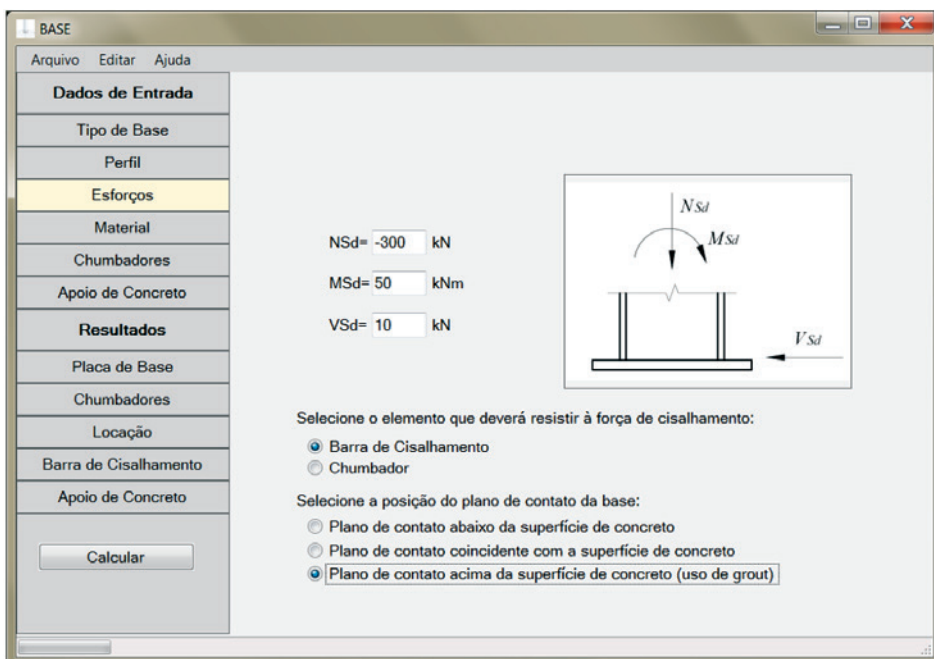 BASE
Arquivo Editar Ajuda
Dados de Entrada
Tipo de Base
Perfil
Esforços
Material
Chumbadores
Apoio de Concreto
Resultados
Placa de Base
Chumbadores
Locação
Barra de Cisalhamento
Apoio de Concreto
Calcular
NSd= -300 kN
MSd= 50 kNm
VSd= 10 kN
NSd
MSd
VSd
Selecione o elemento que deverá resistir à força de cisalhamento:
Barra de Cisalhamento
Chumbador
Selecione a posição do plano de contato da base:
Plano de contato abaixo da superfície de concreto
Plano de contato coincidente com a superfície de concreto
Plano de contato acima da superfície de concreto (uso de grout)